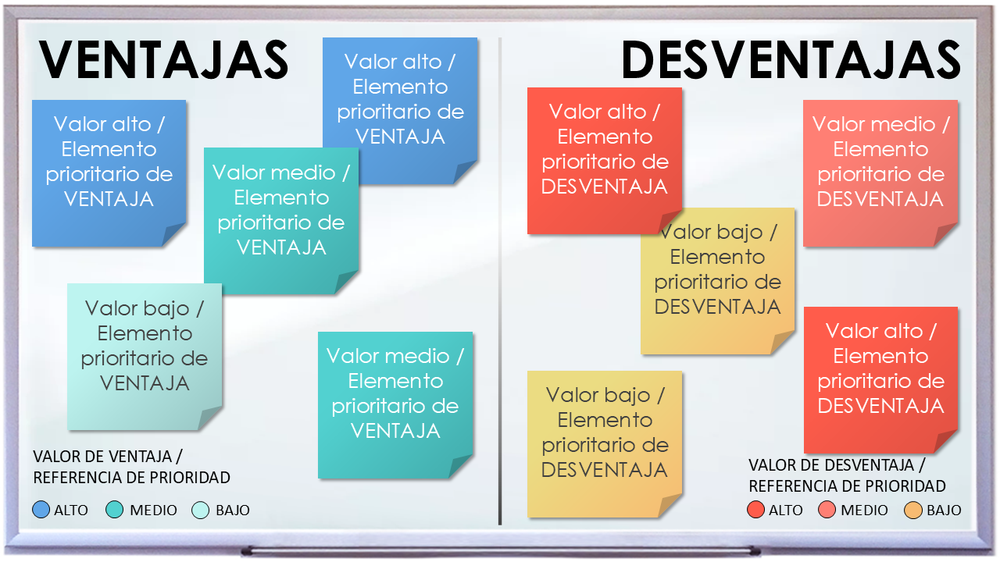 VENTAJAS
Valor alto /
Elemento
prioritario de
VENTAJA
Valor alto /
Elemento
prioritario de
VENTAJA
Valor medio /
Elemento
prioritario de
VENTAJA
Valor bajo /
Elemento
prioritario de
VENTAJA
Valor medio /
Elemento
prioritario de
VENTAJA
VALOR DE VENTAJA /
REFERENCIA DE PRIORIDAD
ALTO MEDIO BAJO
DESVENTAJAS
Valor alto /
Elemento
prioritario de
DESVENTAJA
Valor medio /
Elemento
prioritario de
DESVENTAJA
Valor bajo /
Elemento
prioritario de
DESVENTAJA
Valor alto /
Elemento
prioritario de
DESVENTAJA
Valor bajo /
Elemento
prioritario de
DESVENTAJA
VALOR DE DESVENTAJA /
REFERENCIA DE PRIORIDAD
ALTO MEDIO BAJO